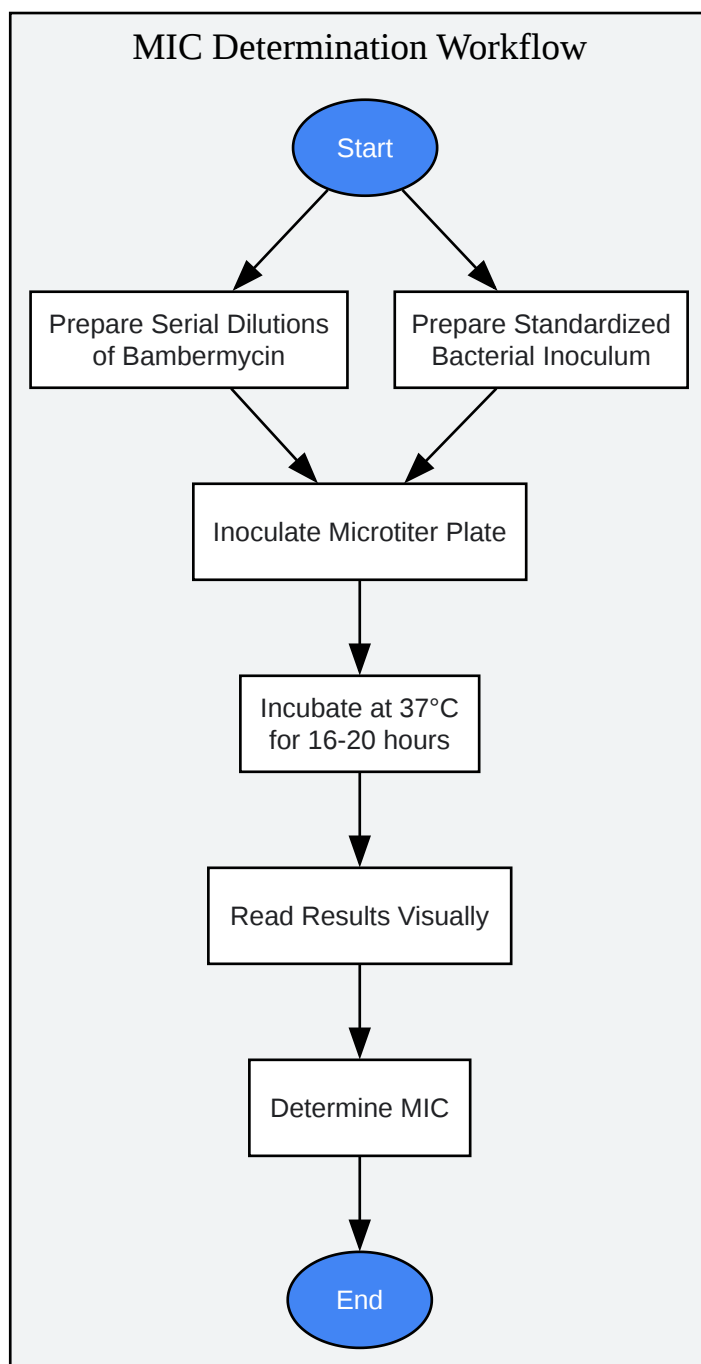 MIC Determination Workflow
Start
Prepare Serial Dilutions
of Bambermycin
Prepare Standardized
Bacterial Inoculum
Inoculate Microtiter Plate
Incubate at 37°C
for 16-20 hours
Read Results Visually
Determine MIC
End